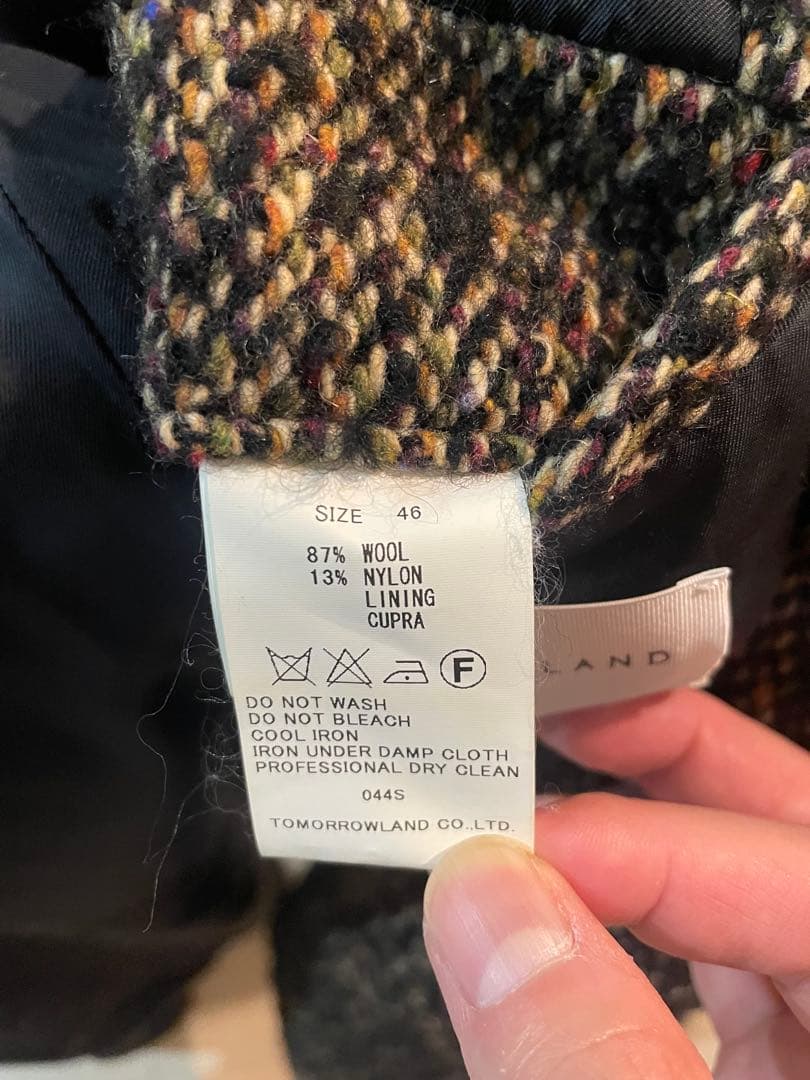 SIZE 46
87% WOOL
13% NYLON
LINING
CUPRA
F
DO NOT WASH
DO NOT BLEACH
COOL IRON
IRON UNDER DAMP CLOTH
PROFESSIONAL DRY CLEAN
044S
TOMORROWLAND CO.,LTD.
LAND